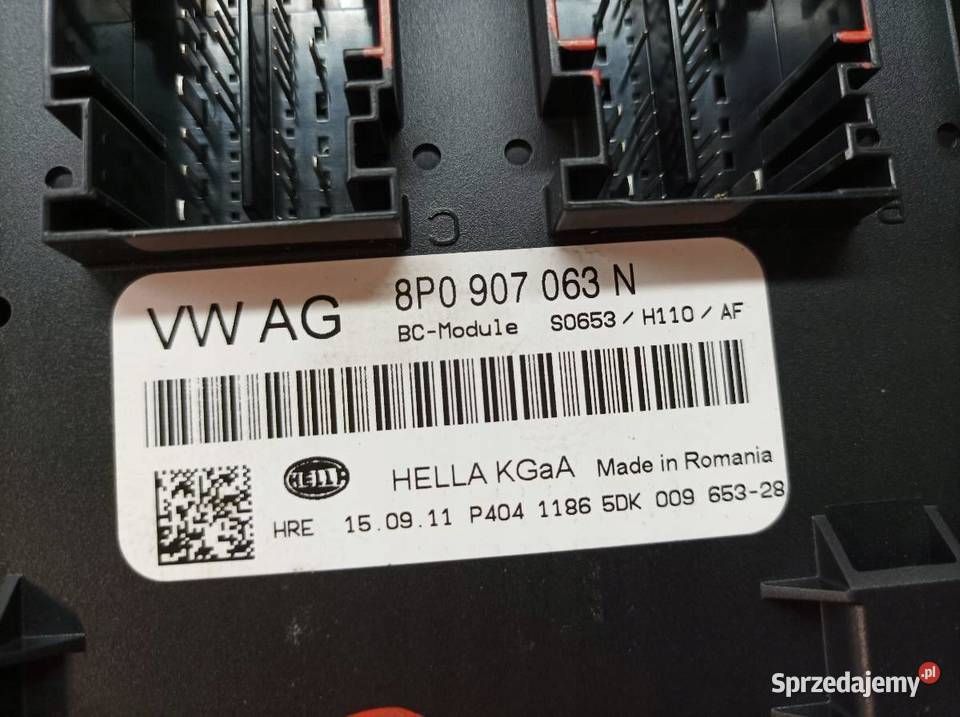 C
VW AG
8P0 907 063 N
BC-Module S0653 / H110 / AF
HELLA
HELLA KGaA Made in Romania
HRE 15.09.11 P404 1186 5DK 009 653-28
Sprzedajemy.pl